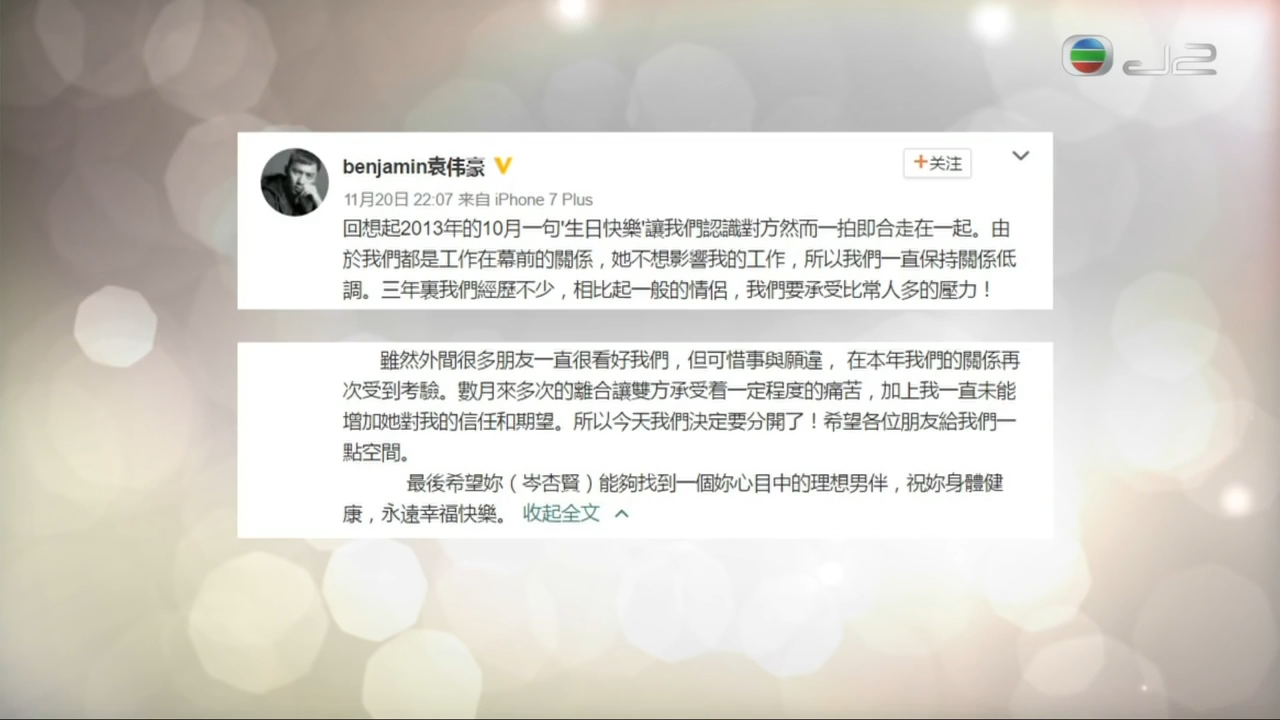 J2
benjamin袁伟豪
+关注
11月20日 22:07 来自 iPhone 7 Plus
回想起2013年的10月一句'生日快樂'讓我們認識對方然而一拍即合走在一起。由
於我們都是工作在幕前的關係，她不想影響我的工作，所以我們一直保持關係低
調。三年裏我們經歷不少，相比起一般的情侶，我們要承受比常人多的壓力！
雖然外間很多朋友一直很看好我們，但可惜事與願違， 在本年我們的關係再
次受到考驗。數月來多次的離合讓雙方承受着一定程度的痛苦，加上我一直未能
增加她對我的信任和期望。所以今天我們決定要分開了！希望各位朋友給我們一
點空間。
最後希望妳（岑杏賢）能夠找到一個妳心目中的理想男伴，祝妳身體健
康，永遠幸福快樂。 收起全文